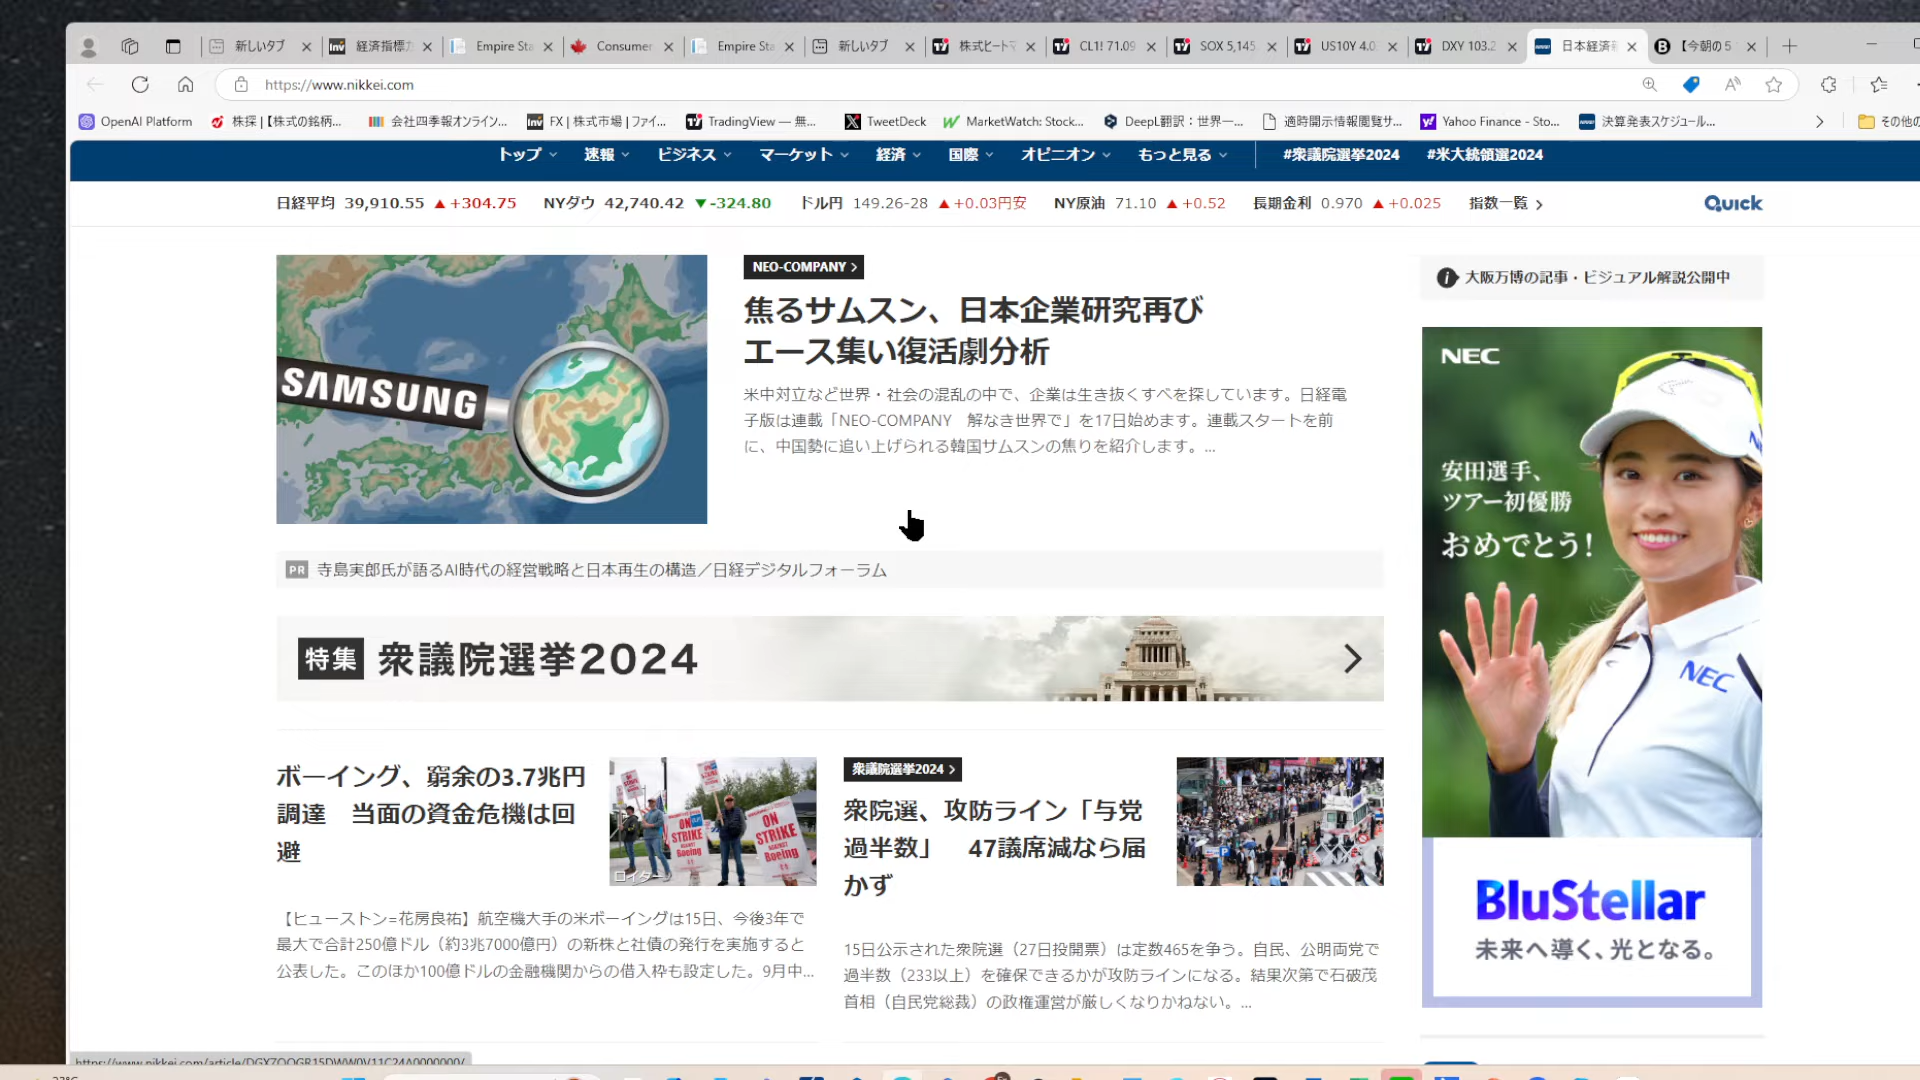 新しいタブ
経済指標カ
Empire Sta
Consumer
Empire Sta
新しいタブ
株式ヒートマ
CL1! 71.09
SOX 5,145
US10Y 4.0
DXY 103.2
日本経済新
【今朝の5
https://www.nikkei.com
OpenAI Platform
株探 | 【株式の銘柄...
会社四季報オンライン...
FX | 株式市場 | ファイ...
TradingView — 無...
TweetDeck
MarketWatch: Stock...
DeepL翻訳：世界一...
適時開示情報閲覧サ...
Yahoo Finance - Sto...
決算発表スケジュール...
その他の
トップ 速報 ビジネス マーケット 経済 国際 オピニオン もっと見る #衆議院選挙2024 #米大統領選2024
日経平均 39,910.55 ▲+304.75 NYダウ 42,740.42 ▼-324.80 ドル円 149.26-28 ▲+0.03円安 NY原油 71.10 ▲+0.52 長期金利 0.970 ▲+0.025 指数一覧
QUICK
SAMSUNG
NEO-COMPANY
焦るサムスン、日本企業研究再び
エース集い復活劇分析
米中対立など世界・社会の混乱の中で、企業は生き抜くすべを探しています。日経電
子版は連載「NEO-COMPANY　解なき世界で」を17日始めます。連載スタートを前
に、中国勢に追い上げられる韓国サムスンの焦りを紹介します。...
大阪万博の記事・ビジュアル解説公開中
PR 寺島実郎氏が語るAI時代の経営戦略と日本再生の構造／日経デジタルフォーラム
特集 衆議院選挙2024
ボーイング、窮余の3.7兆円
調達　当面の資金危機は回
避
ON
STRIKE
against
Boeing
ON
STRIKE
against
Boeing
ロイター
【ヒューストン=花房良祐】航空機大手の米ボーイングは15日、今後3年で
最大で合計250億ドル（約3兆7000億円）の新株と社債の発行を実施すると
公表した。このほか100億ドルの金融機関からの借入枠も設定した。9月中...
衆議院選挙2024
衆院選、攻防ライン「与党
過半数」　47議席減なら届
かず
15日公示された衆院選（27日投開票）は定数465を争う。自民、公明両党で
過半数（233以上）を確保できるかが攻防ラインになる。結果次第で石破茂
首相（自民党総裁）の政権運営が厳しくなりかねない。...
NEC
安田選手、
ツアー初優勝
おめでとう！
NEC
BluStellar
未来へ導く、光となる。